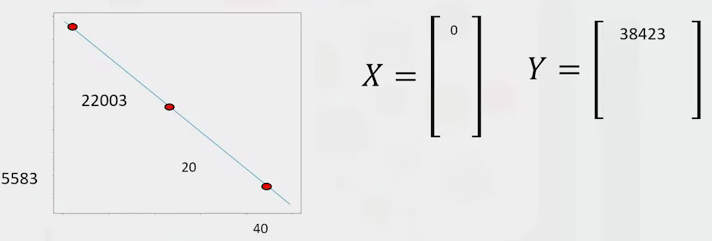 22003
20
5583
40
X = [ 0 ]
Y = [ 38423 ]